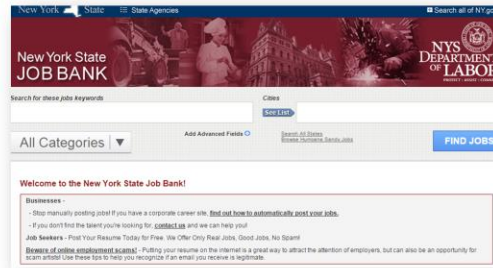 New York State
State Agencies
Search all of NY.go
New York State
JOB BANK
NYS
DEPARTMENT
OF LABOR
Search for these jobs keywords
Cities
See List
All Categories
Add Advanced Fields
Search All States
Browse Hurricane Sandy Jobs
FIND JOBS
Welcome to the New York State Job Bank!
Businesses -
- Stop manually posting jobs! If you have a corporate career site, find out how to automatically post your jobs.
- If you don't find the talent you're looking for, contact us and we can help you!
Job Seekers - Post Your Resume Today for Free. We Offer Only Real Jobs, Good Jobs, No Spam!
Beware of online employment scams! - Putting your resume on the internet is a great way to attract the attention of employers, but can also be an opportunity for
scam artists! Use these tips to help you recognize if an email you receive is legitimate.